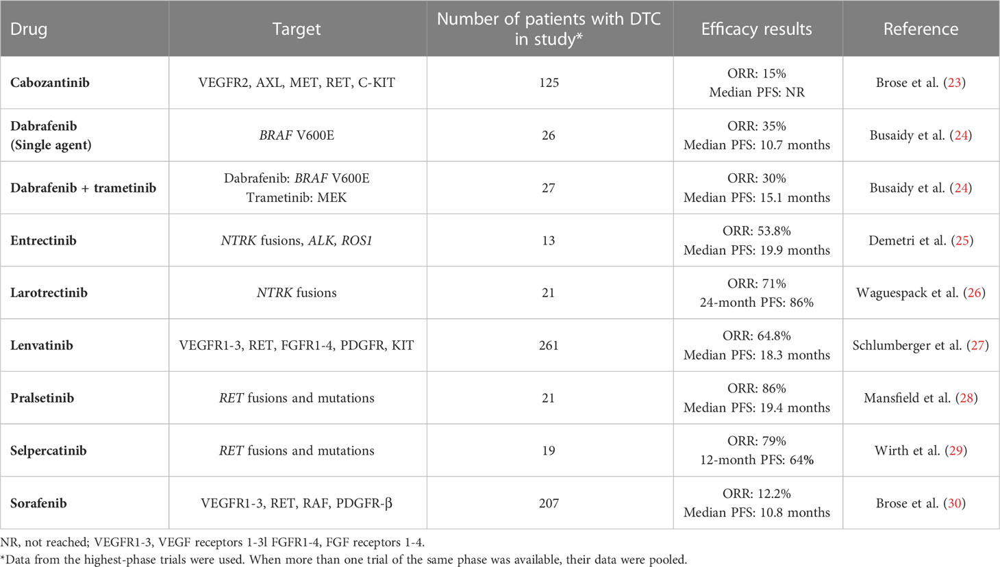 Drug Target Number of patients with DTC in study* Efficacy results Reference
Cabozantinib VEGFR2, AXL, MET, RET, C-KIT 125 ORR: 15% Median PFS: NR Brose et al. (23)
Dabrafenib (Single agent) BRAF V600E 26 ORR: 35% Median PFS: 10.7 months Busaidy et al. (24)
Dabrafenib + trametinib Dabrafenib: BRAF V600E Trametinib: MEK 27 ORR: 30% Median PFS: 15.1 months Busaidy et al. (24)
Entrectinib NTRK fusions, ALK, ROS1 13 ORR: 53.8% Median PFS: 19.9 months Demetri et al. (25)
Larotrectinib NTRK fusions 21 ORR: 71% 24-month PFS: 86% Waguespack et al. (26)
Lenvatinib VEGFR1-3, RET, FGFR1-4, PDGFR, KIT 261 ORR: 64.8% Median PFS: 18.3 months Schlumberger et al. (27)
Pralsetinib RET fusions and mutations 21 ORR: 86% Median PFS: 19.4 months Mansfield et al. (28)
Selpercatinib RET fusions and mutations 19 ORR: 79% 12-month PFS: 64% Wirth et al. (29)
Sorafenib VEGFR1-3, RET, RAF, PDGFR-β 207 ORR: 12.2% Median PFS: 10.8 months Brose et al. (30)
NR, not reached; VEGFR1-3, VEGF receptors 1-3l FGFR1-4, FGF receptors 1-4.
*Data from the highest-phase trials were used. When more than one trial of the same phase was available, their data were pooled.